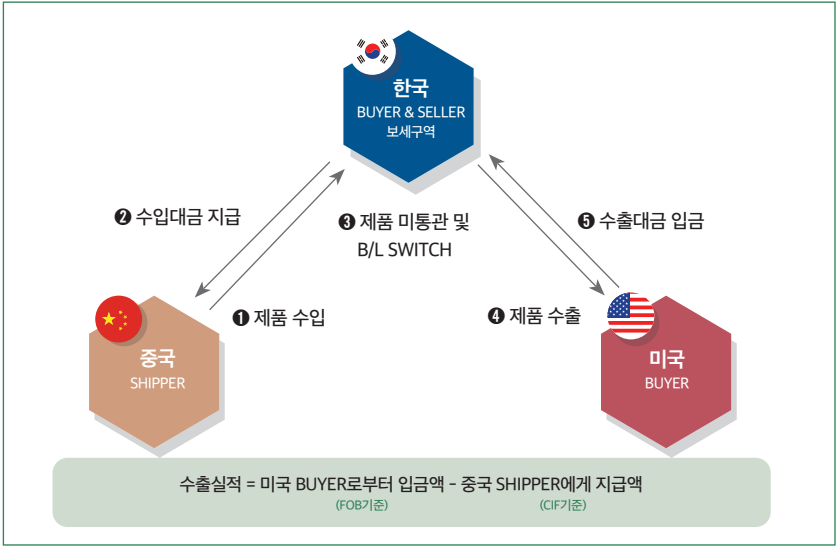 한국
BUYER & SELLER
보세구역
❷ 수입대금 지급
❸ 제품 미통관 및
B/L SWITCH
❺ 수출대금 입금
❶ 제품 수입
❹ 제품 수출
중국
SHIPPER
미국
BUYER
수출실적 = 미국 BUYER로부터 입금액 – 중국 SHIPPER에게 지급액
(FOB기준) (CIF기준)